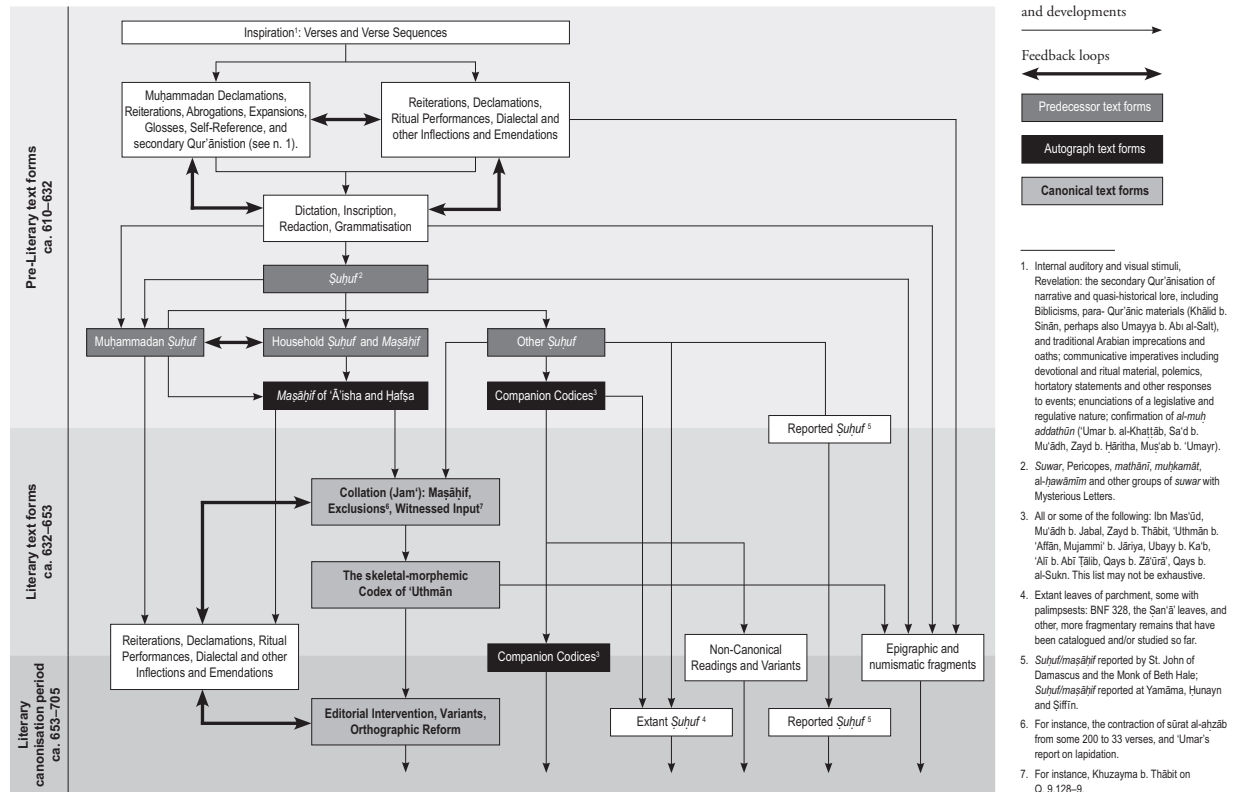 Inspiration¹: Verses and Verse Sequences
Muḥammadan Declamations,
Reiterations, Abrogations, Expansions,
Glosses, Self-Reference, and
secondary Qur’ānistion (see n. 1).
Reiterations, Declamations,
Ritual Performances, Dialectal and
other Inflections and Emendations
Dictation, Inscription,
Redaction, Grammatisation
Ṣuḥuf ²
Muḥammadan Ṣuḥuf
Household Ṣuḥuf and Maṣāḥif
Other Ṣuḥuf
Maṣāḥif of ‘Ā’isha and Ḥafṣa
Companion Codices³
Reported Ṣuḥuf ⁵
Pre-Literary text forms
ca. 610–632
Collation (Jam‘): Maṣāḥif,
Exclusions⁶, Witnessed Input⁷
The skeletal-morphemic
Codex of ‘Uthmān
Literary text forms
ca. 632–653
Reiterations, Declamations, Ritual
Performances, Dialectal and other
Inflections and Emendations
Companion Codices³
Non-Canonical
Readings and Variants
Epigraphic and
numismatic fragments
Editorial Intervention, Variants,
Orthographic Reform
Extant Ṣuḥuf ⁴
Reported Ṣuḥuf ⁵
Literary
canonisation period
ca. 653–705
and developments
Feedback loops
Predecessor text forms
Autograph text forms
Canonical text forms
1. Internal auditory and visual stimuli,
Revelation: the secondary Qur’ānisation of
narrative and quasi-historical lore, including
Biblicisms, para- Qur’ānic materials (Khālid b.
Sinān, perhaps also Umayya b. Abı al-Salt),
and traditional Arabian imprecations and
oaths; communicative imperatives including
devotional and ritual material, polemics,
hortatory statements and other responses
to events; enunciations of a legislative and
regulative nature; confirmation of al-muḥ
addathūn (‘Umar b. al-Khaṭṭāb, Sa‘d b.
Mu‘ādh, Zayd b. Ḥāritha, Muṣ‘ab b. ‘Umayr).
2. Suwar, Pericopes, mathānī, muḥkamāt,
al-ḥawāmīm and other groups of suwar with
Mysterious Letters.
3. All or some of the following: Ibn Mas‘ūd,
Mu‘ādh b. Jabal, Zayd b. Thābit, ‘Uthmān b.
‘Affān, Mujammi‘ b. Jāriya, Ubayy b. Ka‘b,
‘Alī b. Abī Ṭālib, Qays b. Zā‘ūrā’, Qays b.
al-Sukn. This list may not be exhaustive.
4. Extant leaves of parchment, some with
palimpsests: BNF 328, the Ṣan‘ā’ leaves, and
other, more fragmentary remains that have
been catalogued and/or studied so far.
5. Ṣuḥuf/maṣāḥif reported by St. John of
Damascus and the Monk of Beth Hale;
Ṣuḥuf/maṣāḥif reported at Yamāma, Ḥunayn
and Ṣiffīn.
6. For instance, the contraction of sūrat al-aḥzāb
from some 200 to 33 verses, and ‘Umar’s
report on lapidation.
7. For instance, Khuzayma b. Thābit on
Q, 9.128–9.